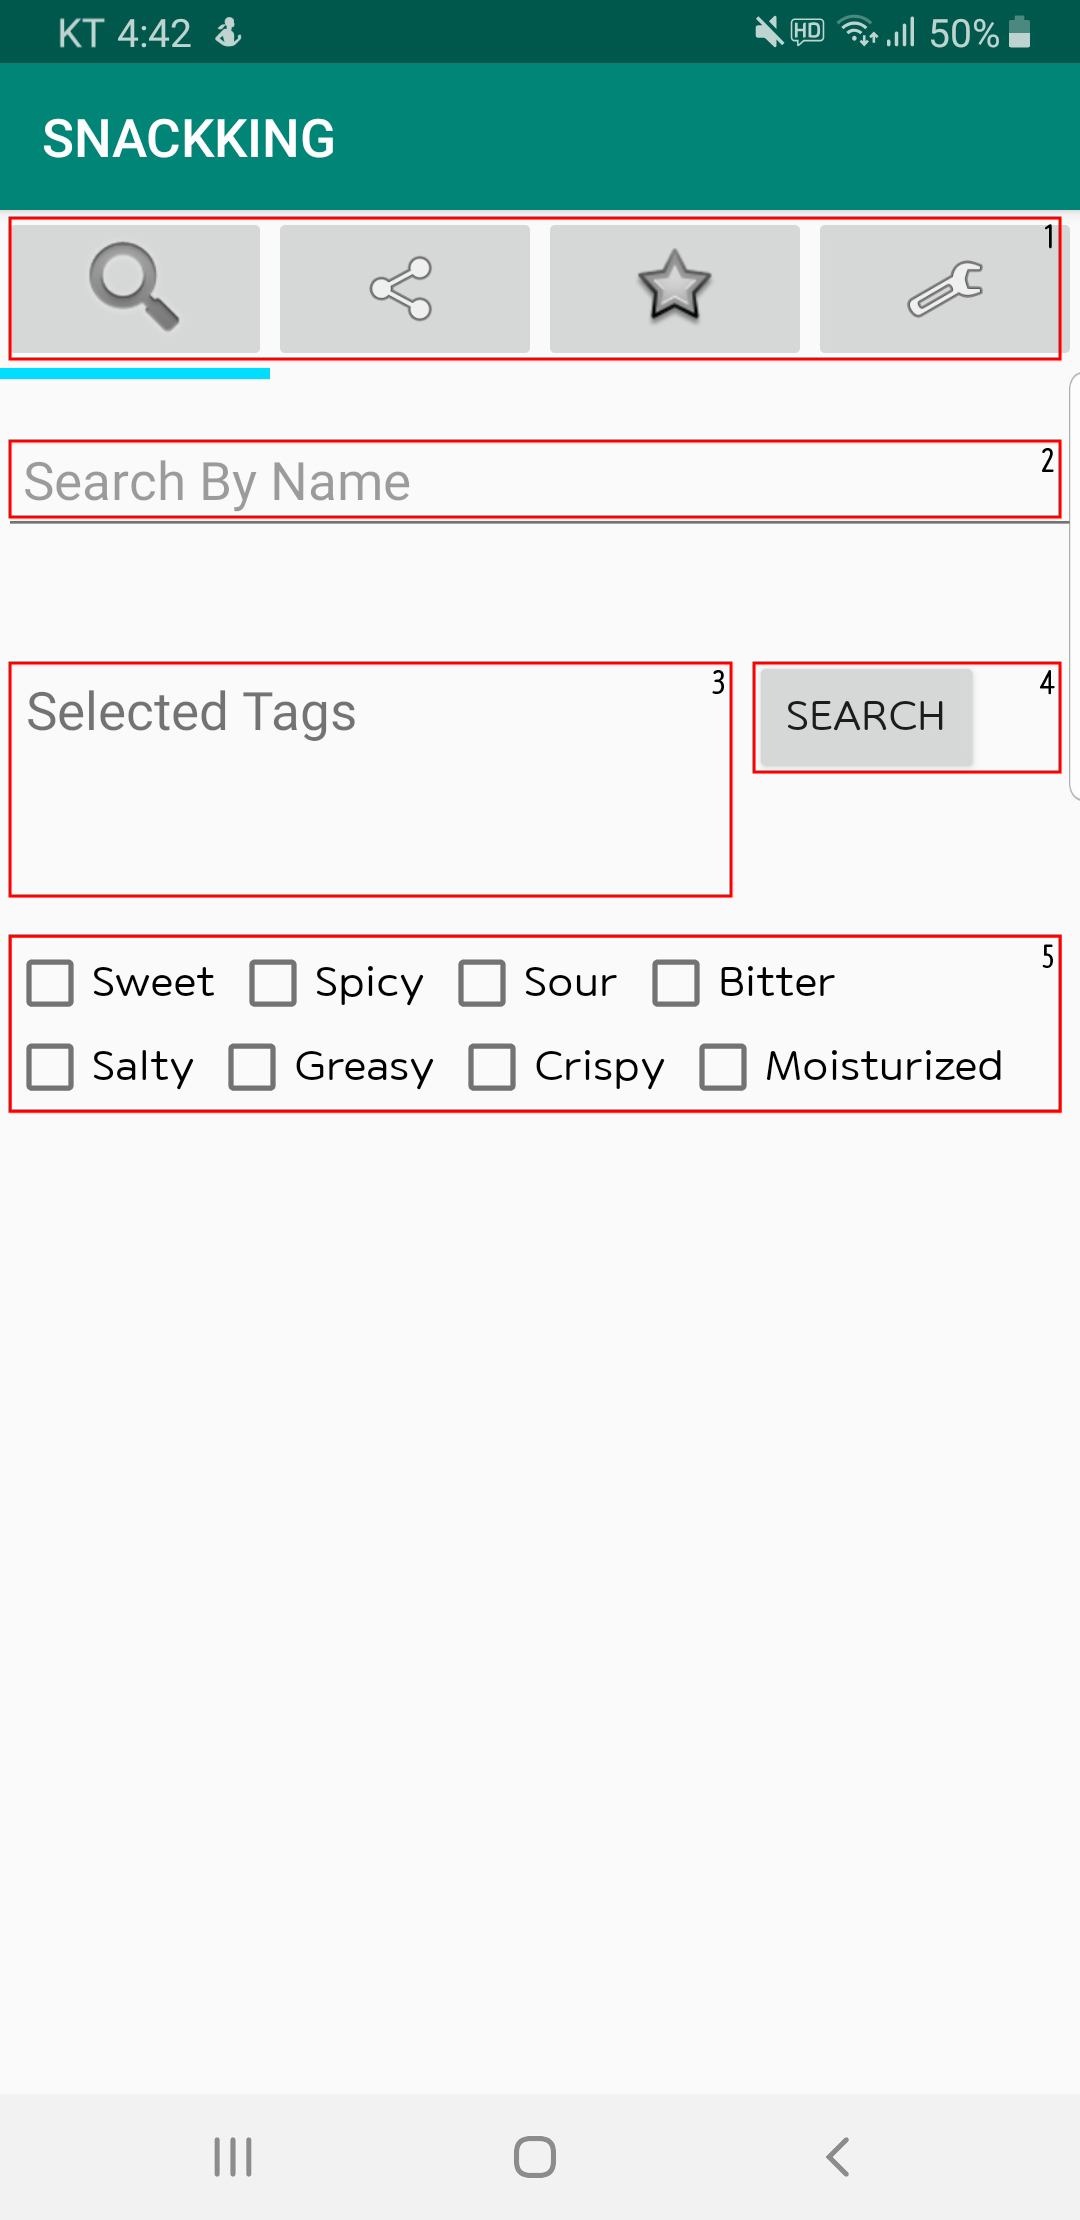 KT 4:42 HD 50%
SNACKKING
1
Search By Name 2
Selected Tags 3 SEARCH 4
5
Sweet Spicy Sour Bitter
Salty Greasy Crispy Moisturized